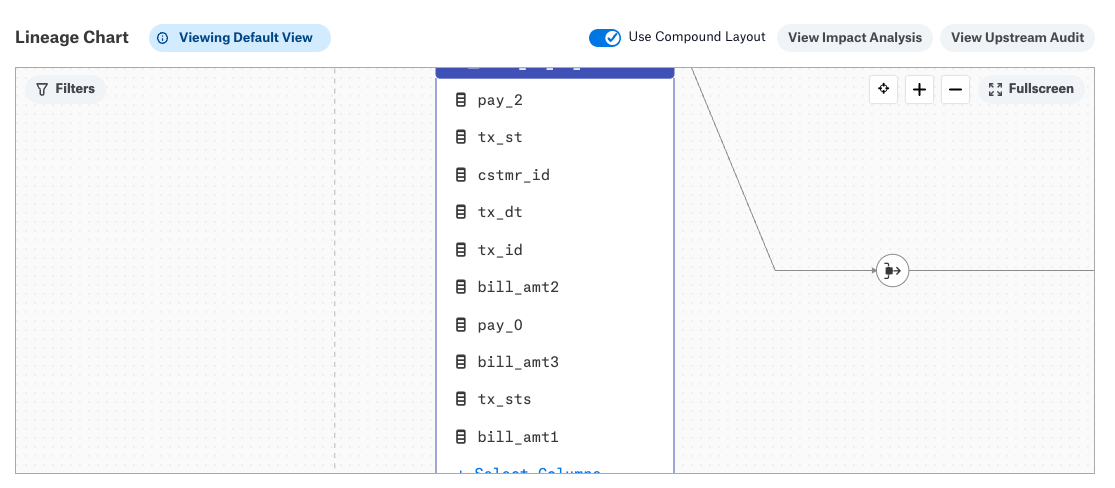 Lineage Chart
Viewing Default View
Use Compound Layout
View Impact Analysis
View Upstream Audit
Filters
Fullscreen
pay_2
tx_st
cstmr_id
tx_dt
tx_id
bill_amt2
pay_0
bill_amt3
tx_sts
bill_amt1
+ Select Columns